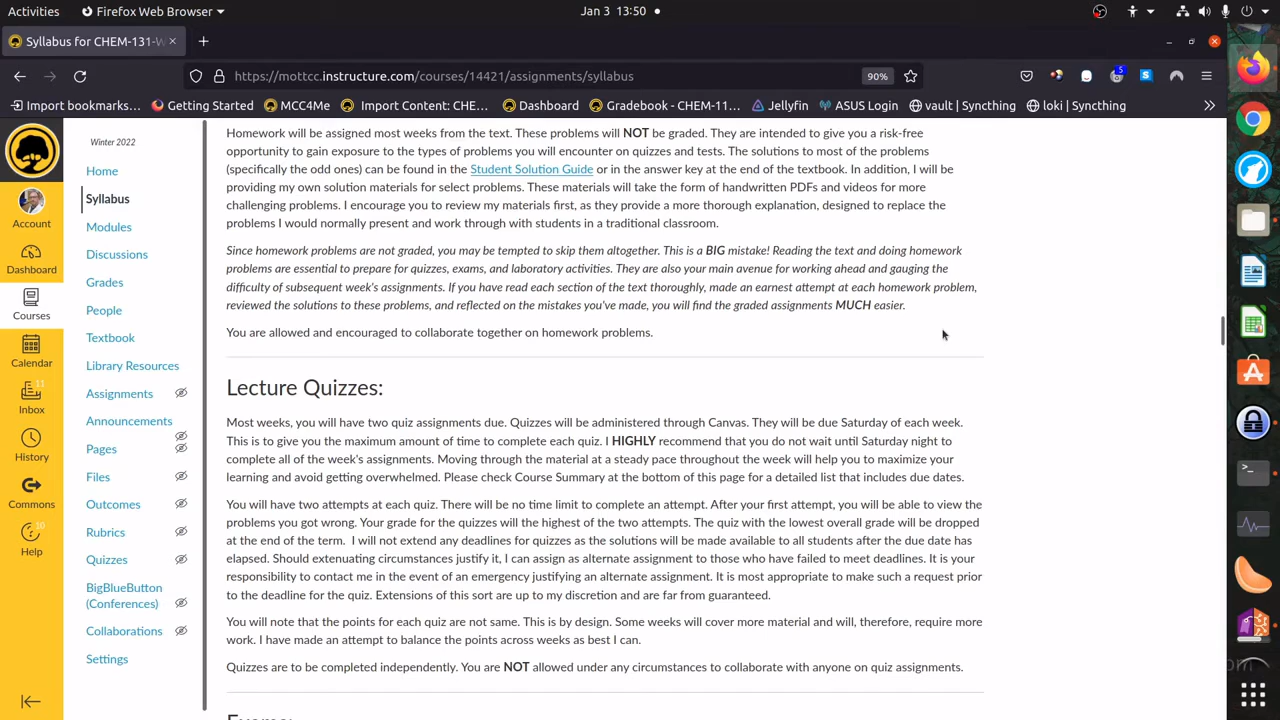 Activities
Firefox Web Browser
Jan 3 13:50
Syllabus for CHEM-131-W
https://mottcc.instructure.com/courses/14421/assignments/syllabus
90%
5
Import bookmarks...
Getting Started
MCC4Me
Import Content: CHE...
Dashboard
Gradebook - CHEM-11...
Jellyfin
ASUS Login
vault | Syncthing
loki | Syncthing
Account
Dashboard
Courses
Calendar
11
Inbox
History
Commons
10
Help
Winter 2022
Home
Syllabus
Modules
Discussions
Grades
People
Textbook
Library Resources
Assignments
Announcements
Pages
Files
Outcomes
Rubrics
Quizzes
BigBlueButton
(Conferences)
Collaborations
Settings
Homework will be assigned most weeks from the text. These problems will NOT be graded. They are intended to give you a risk-free
opportunity to gain exposure to the types of problems you will encounter on quizzes and tests. The solutions to most of the problems
(specifically the odd ones) can be found in the Student Solution Guide or in the answer key at the end of the textbook. In addition, I will be
providing my own solution materials for select problems. These materials will take the form of handwritten PDFs and videos for more
challenging problems. I encourage you to review my material first, as they provide a more thorough explanation, designed to replace the
problems I would normally present and work through with students in a traditional classroom.
Since homework problems are not graded, you may be tempted to skip them altogether. This is a BIG mistake! Reading the text and doing homework
problems are essential to prepare for quizzes, exams, and laboratory activities. They are also your main avenue for working ahead and gauging the
difficulty of subsequent week's assignments. If you have read each section of the text thoroughly, made an earnest attempt at each homework problem,
reviewed the solutions to these problems, and reflected on the mistakes you've made, you will find the graded assignments MUCH easier.
You are allowed and encouraged to collaborate together on homework problems.
Lecture Quizzes:
Most weeks, you will have two quiz assignments due. Quizzes will be administered through Canvas. They will be due Saturday of each week.
This is to give you the maximum amount of time to complete each quiz. I HIGHLY recommend that you do not wait until Saturday night to
complete all of the week's assignments. Moving through the material at a steady pace throughout the week will help you to maximize your
learning and avoid getting overwhelmed. Please check Course Summary at the bottom of this page for a detailed list that includes due dates.
You will have two attempts at each quiz. There will be no time limit to complete an attempt. After your first attempt, you will be able to view the
problems you got wrong. Your grade for the quizzes will the highest of the two attempts. The quiz with the lowest overall grade will be dropped
at the end of the term. I will not extend any deadlines for quizzes as the solutions will be made available to all students after the due date has
elapsed. Should extenuating circumstances justify it, I can assign as alternate assignment to those who have failed to meet deadlines. It is your
responsibility to contact me in the event of an emergency justifying an alternate assignment. It is most appropriate to make such a request prior
to the deadline for the quiz. Extensions of this sort are up to my discretion and are far from guaranteed.
You will note that the points for each quiz are not same. This is by design. Some weeks will cover more material and will, therefore, require more
work. I have made an attempt to balance the points across weeks as best I can.
Quizzes are to be completed independently. You are NOT allowed under any circumstances to collaborate with anyone on quiz assignments.